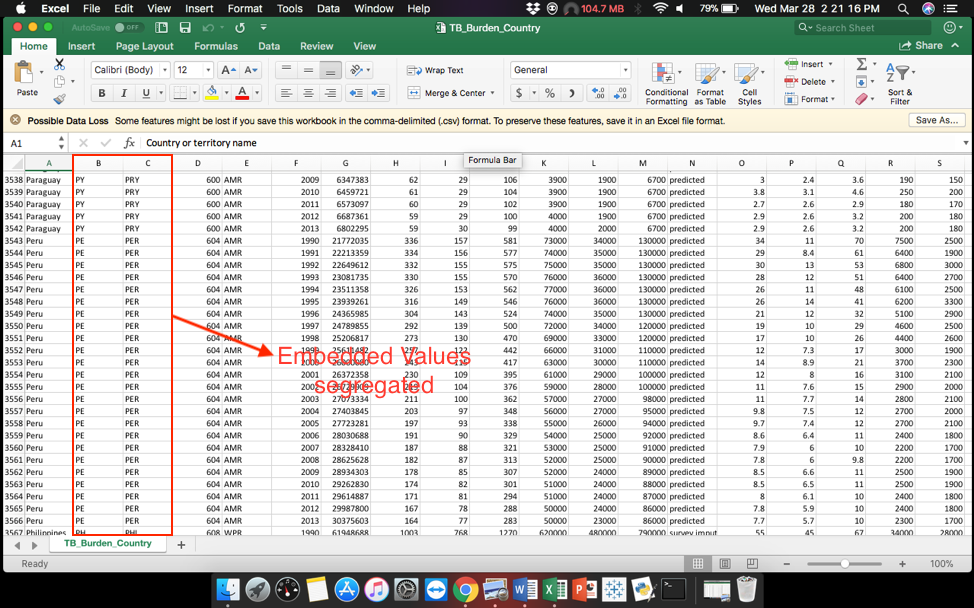 Excel File Edit View Insert Format Tools Data Window Help 104.7 MB 79% Wed Mar 28 2 21 16 PM
AutoSave OFF TB_Burden_Country Search Sheet
Home Insert Page Layout Formulas Data Review View Share
Paste Calibri (Body) 12 A A Wrap Text General Insert
B I U A Merge & Center $ % Conditional Formatting Format as Table Cell Styles Delete Format Sort & Filter
Possible Data Loss Some features might be lost if you save this workbook in the comma-delimited (.csv) format. To preserve these features, save it in an Excel file format. Save As...
A1 fx Country or territory name
Formula Bar
A B C D E F G H I K L M N O P Q R S
3538 Paraguay PY PRY 600 AMR 2009 6347383 62 29 106 3900 1900 6700 predicted 3 2.4 3.6 190 150
3539 Paraguay PY PRY 600 AMR 2010 6459721 61 29 104 3900 1900 6700 predicted 3.8 3.1 4.6 250 200
3540 Paraguay PY PRY 600 AMR 2011 6573097 60 29 102 3900 1900 6700 predicted 2.7 2.6 2.9 180 170
3541 Paraguay PY PRY 600 AMR 2012 6687361 59 29 100 4000 1900 6700 predicted 2.9 2.6 3.2 200 180
3542 Paraguay PY PRY 600 AMR 2013 6802295 59 30 99 4000 2000 6700 predicted 2.9 2.6 3.2 200 180
3543 Peru PE PER 604 AMR 1990 21772035 336 157 581 73000 34000 130000 predicted 34 11 70 7500 2500
3544 Peru PE PER 604 AMR 1991 22213359 334 156 577 74000 35000 130000 predicted 29 8.4 61 6400 1900
3545 Peru PE PER 604 AMR 1992 22649612 332 155 575 75000 35000 130000 predicted 30 13 53 6800 3000
3546 Peru PE PER 604 AMR 1993 23081735 330 155 570 76000 36000 130000 predicted 28 12 51 6400 2700
3547 Peru PE PER 604 AMR 1994 23511358 326 153 562 77000 36000 130000 predicted 26 11 48 6100 2500
3548 Peru PE PER 604 AMR 1995 23939261 316 149 546 76000 36000 130000 predicted 26 14 41 6200 3300
3549 Peru PE PER 604 AMR 1996 24365985 304 143 524 74000 35000 130000 predicted 21 12 32 5100 2900
3550 Peru PE PER 604 AMR 1997 24789855 292 139 500 72000 34000 120000 predicted 19 10 29 4600 2500
3551 Peru PE PER 604 AMR 1998 25206817 273 130 470 69000 33000 120000 predicted 17 10 26 4400 2600
3552 Peru PE PER 604 AMR 442 66000 31000 110000 predicted 12 7.3 17 3000 1900
3553 Peru PE PER 604 AMR 417 63000 30000 110000 predicted 14 8.9 21 3700 2300
Embedded Values
3554 Peru PE PER 604 AMR 2001 26372358 230 109 395 61000 29000 100000 predicted 12 8 16 3100 2100
3555 Peru PE PER 604 AMR 104 376 59000 28000 100000 predicted 11 7.6 15 2900 2000
segregated
3556 Peru PE PER 604 AMR 2003 27073334 211 100 362 57000 27000 98000 predicted 11 7.7 14 2800 2100
3557 Peru PE PER 604 AMR 2004 27403845 203 97 348 56000 27000 95000 predicted 9.8 7.5 12 2700 2000
3558 Peru PE PER 604 AMR 2005 27723281 197 93 338 55000 26000 94000 predicted 9.7 7.4 12 2700 2100
3559 Peru PE PER 604 AMR 2006 28030688 191 90 329 54000 25000 92000 predicted 8.6 6.4 11 2400 1800
3560 Peru PE PER 604 AMR 2007 28328410 187 88 321 53000 25000 91000 predicted 7.9 6 10 2200 1700
3561 Peru PE PER 604 AMR 2008 28625628 182 87 313 52000 25000 90000 predicted 7.8 6 9.8 2200 1700
3562 Peru PE PER 604 AMR 2009 28934303 178 85 307 52000 24000 89000 predicted 8.5 6.6 11 2500 1900
3563 Peru PE PER 604 AMR 2010 29262830 174 82 301 51000 24000 88000 predicted 8.5 6.5 11 2500 1900
3564 Peru PE PER 604 AMR 2011 29614887 171 81 294 51000 24000 87000 predicted 8 6.1 10 2400 1800
3565 Peru PE PER 604 AMR 2012 29987800 167 78 288 50000 24000 86000 predicted 7.8 5.9 10 2400 1800
3566 Peru PE PER 604 AMR 2013 30375603 164 77 283 50000 23000 86000 predicted 7.7 5.7 10 2300 1700
3567 Philippines PH PHL 608 WPR 1990 61948688 1003 768 1270 620000 480000 790000 survey imput 55 45 67 34000 28000
TB_Burden_Country +
Ready 100%